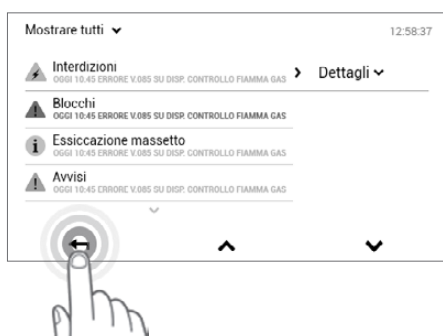 Mostrare tutti
12:58:37
Interdizioni
OGGI 10:45 ERRORE V.085 SU DISP. CONTROLLO FIAMMA GAS
Dettagli
Blocchi
OGGI 10:45 ERRORE V.085 SU DISP. CONTROLLO FIAMMA GAS
Essiccazione massetto
OGGI 10:45 ERRORE V.085 SU DISP. CONTROLLO FIAMMA GAS
Avvisi
OGGI 10:45 ERRORE V.085 SU DISP. CONTROLLO FIAMMA GAS